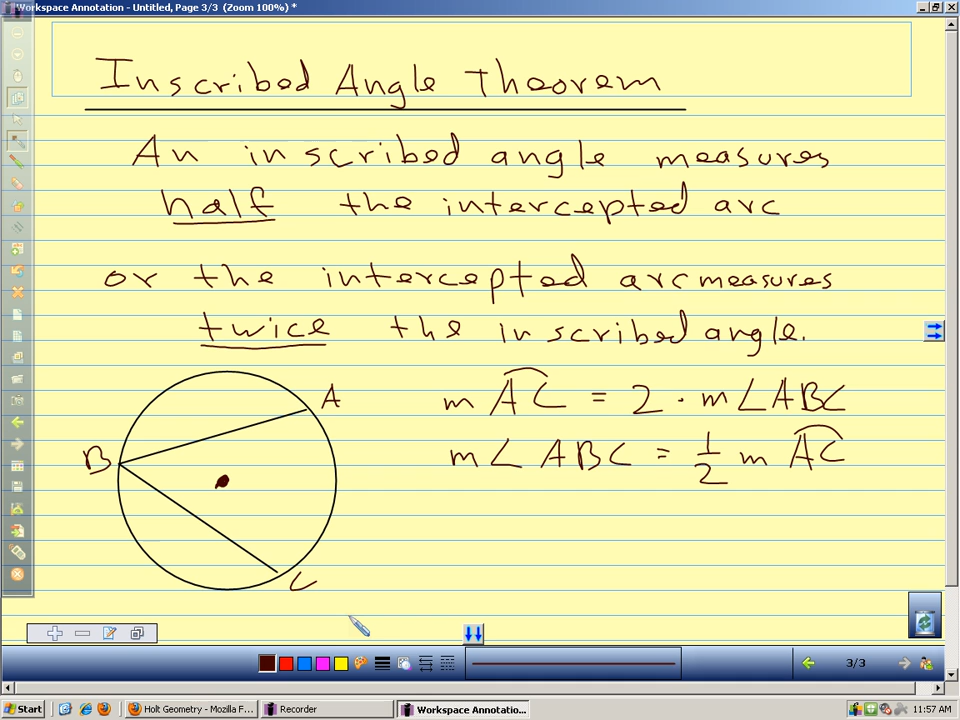 Workspace Annotation - Untitled, Page 3/3 (Zoom 100%) *
Inscribed Angle Theorem
An inscribed angle measures
half the intercepted arc
or the intercepted arc measures
twice the inscribed angle.
A
B
C
m AC = 2 · m∠ABC
m∠ABC = 1/2 m AC
3/3
Start
Holt Geometry - Mozilla F...
Recorder
Workspace Annotatio...
11:57 AM